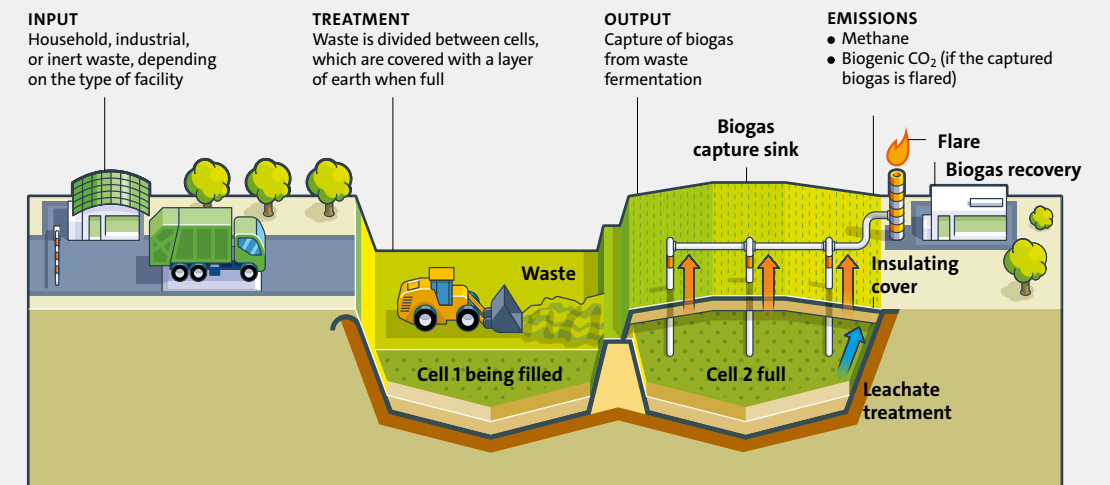 INPUT
Household, industrial,
or inert waste, depending
on the type of facility
TREATMENT
Waste is divided between cells,
which are covered with a layer
of earth when full
OUTPUT
Capture of biogas
from waste
fermentation
EMISSIONS
• Methane
• Biogenic CO₂ (if the captured
biogas is flared)
Biogas
capture sink
Flare
Biogas recovery
Waste
Insulating
cover
Cell 1 being filled
Cell 2 full
Leachate
treatment